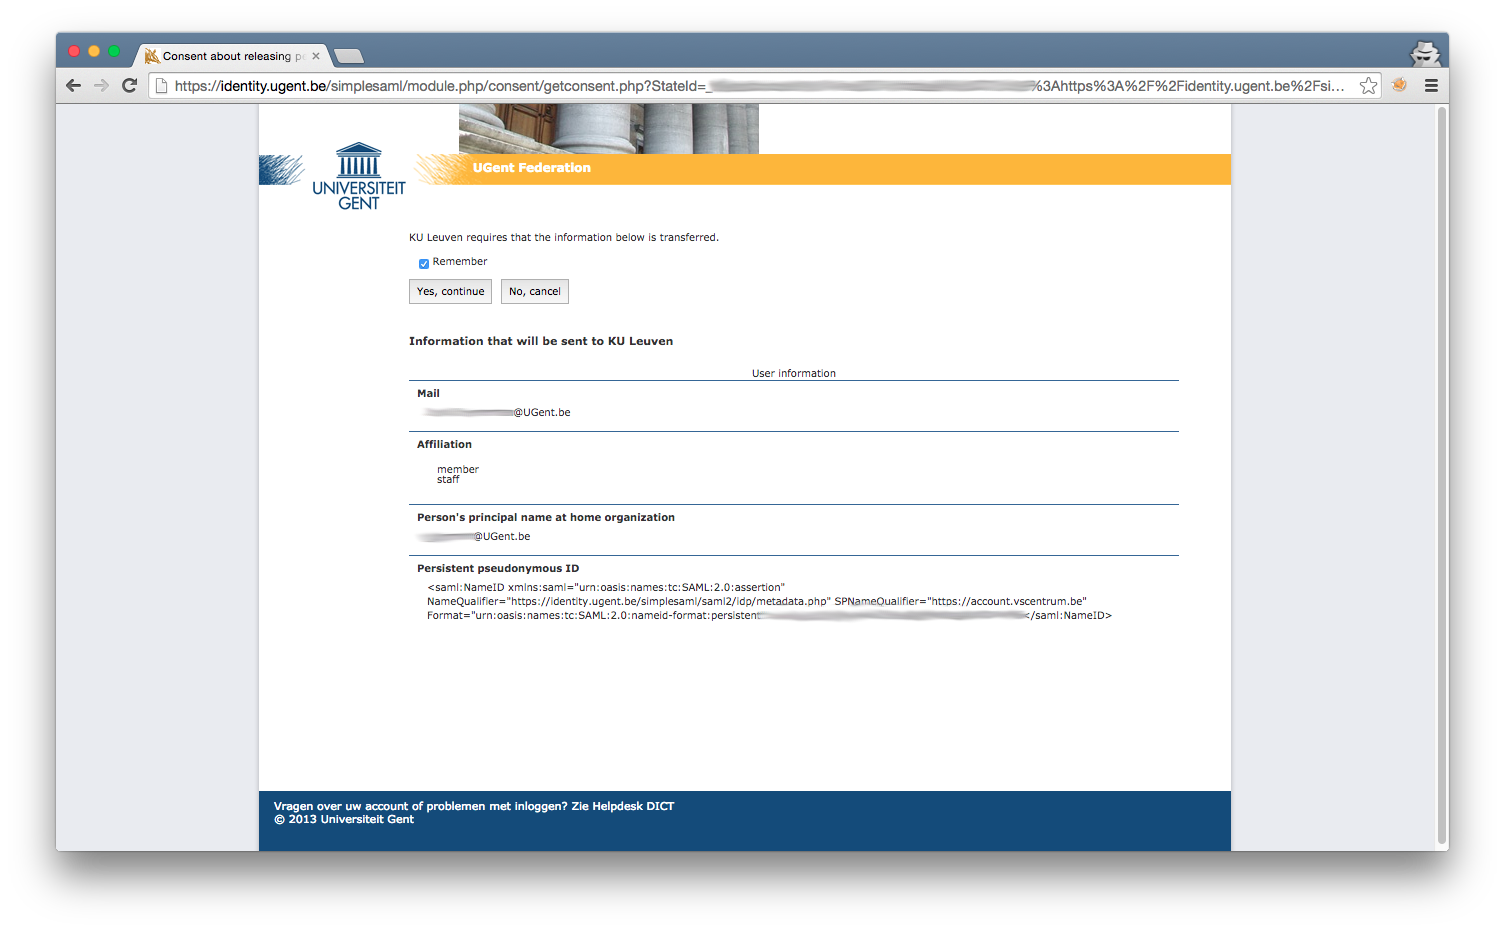 Consent about releasing pe
https://identity.ugent.be/simplesaml/module.php/consent/getconsent.php?StateId=_ %3Ahttps%3A%2F%2Fidentity.ugent.be%2Fsi...
UGent Federation
UNIVERSITEIT
GENT
KU Leuven requires that the information below is transferred.
Remember
Yes, continue No, cancel
Information that will be sent to KU Leuven
User information
Mail
@UGent.be
Affiliation
member
staff
Person's principal name at home organization
@UGent.be
Persistent pseudonymous ID
<saml:NameID xmlns:saml="urn:oasis:names:tc:SAML:2.0:assertion"
NameQualifier="https://identity.ugent.be/simplesaml/saml2/idp/metadata.php" SPNameQualifier="https://account.vscentrum.be"
Format="urn:oasis:names:tc:SAML:2.0:nameid-format:persistent </saml:NameID>
Vragen over uw account of problemen met inloggen? Zie Helpdesk DICT
© 2013 Universiteit Gent